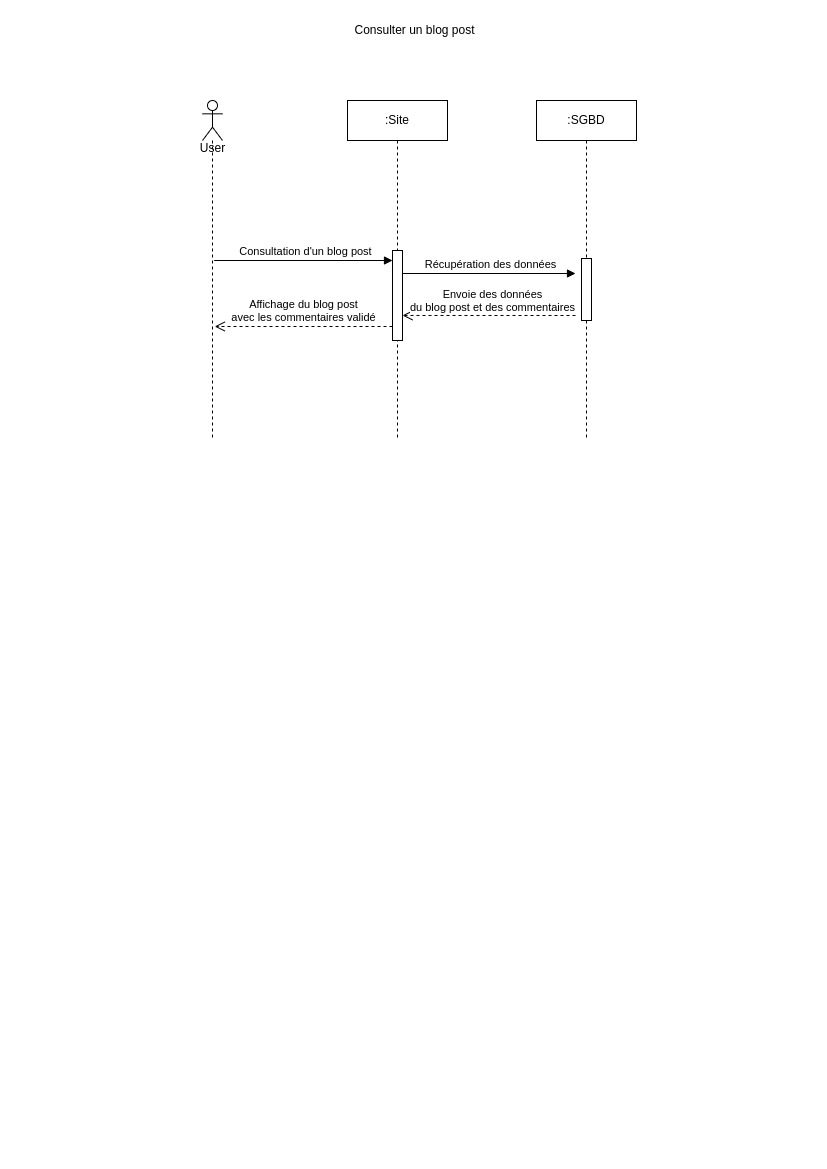 Consulter un blog post
User
:Site
:SGBD
Consultation d'un blog post
Récupération des données
Envoie des données
du blog post et des commentaires
Affichage du blog post
avec les commentaires validé